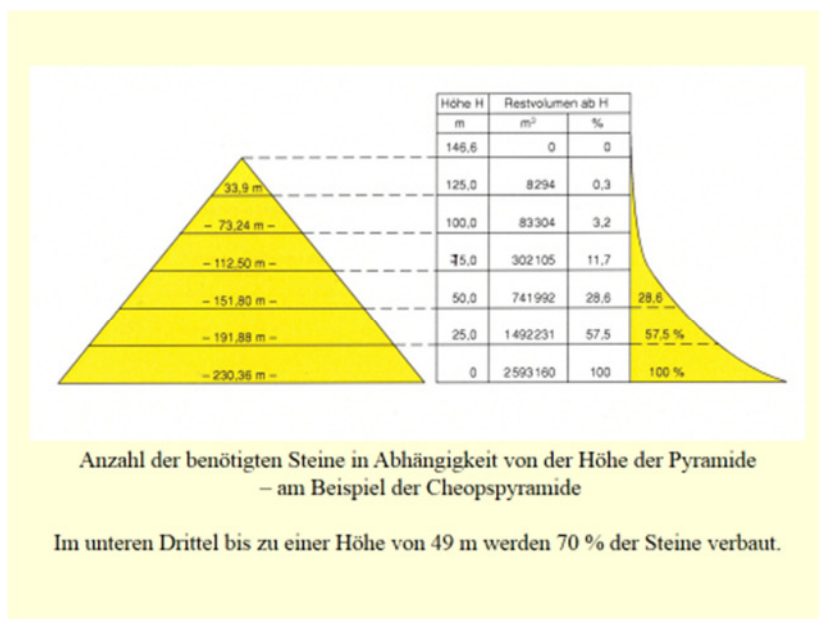 Höhe H Restvolumen ab H
m m³ %
146,6 0 0
33,9 m 125,0 8294 0,3
– 73,24 m – 100,0 83304 3,2
– 112,50 m – 75,0 302105 11,7
– 151,80 m – 50,0 741992 28,6 28,6
– 191,88 m – 25,0 1492231 57,5 57,5 %
– 230,36 m – 0 2593160 100 100 %
Anzahl der benötigten Steine in Abhängigkeit von der Höhe der Pyramide
– am Beispiel der Cheopspyramide
Im unteren Drittel bis zu einer Höhe von 49 m werden 70 % der Steine verbaut.